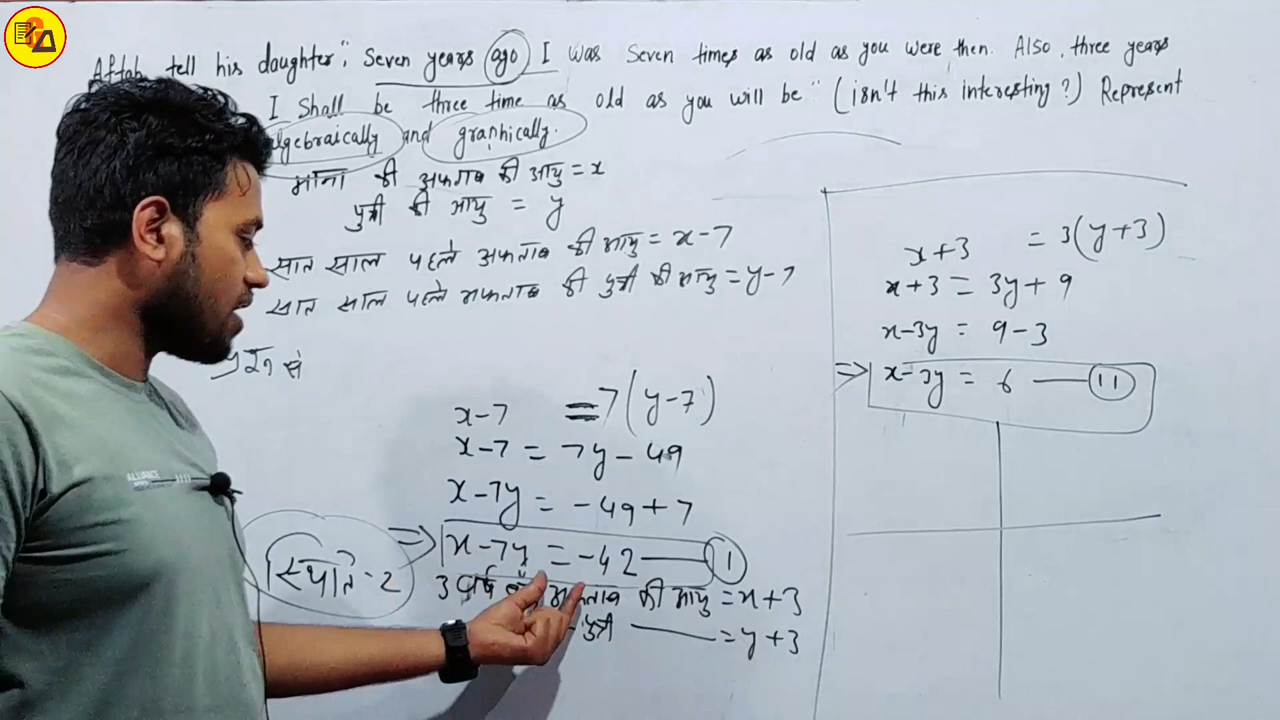 Aftab tell his daughter, "Seven years ago I was Seven times as old as you were then. Also, three years
I Shall be three time as old as you will be" (isn't this interesting?) Represent
algebraically and graphically.
माना की अफताब की आयु = x
पुत्री की आयु = y
सात साल पहले अफताब की आयु = x-7
सात साल पहले अफताब की पुत्री की आयु = y-7
प्रश्न से
x-7 = 7(y-7)
x-7 = 7y-49
x-7y = -49+7
=> x-7y = -42 — (1)
स्थिति-2
3 वर्ष की आयु = x+3
पुत्री — = y+3
x+3 = 3(y+3)
x+3 = 3y+9
x-3y = 9-3
=> x-3y = 6 — (11)
ALLIANCE